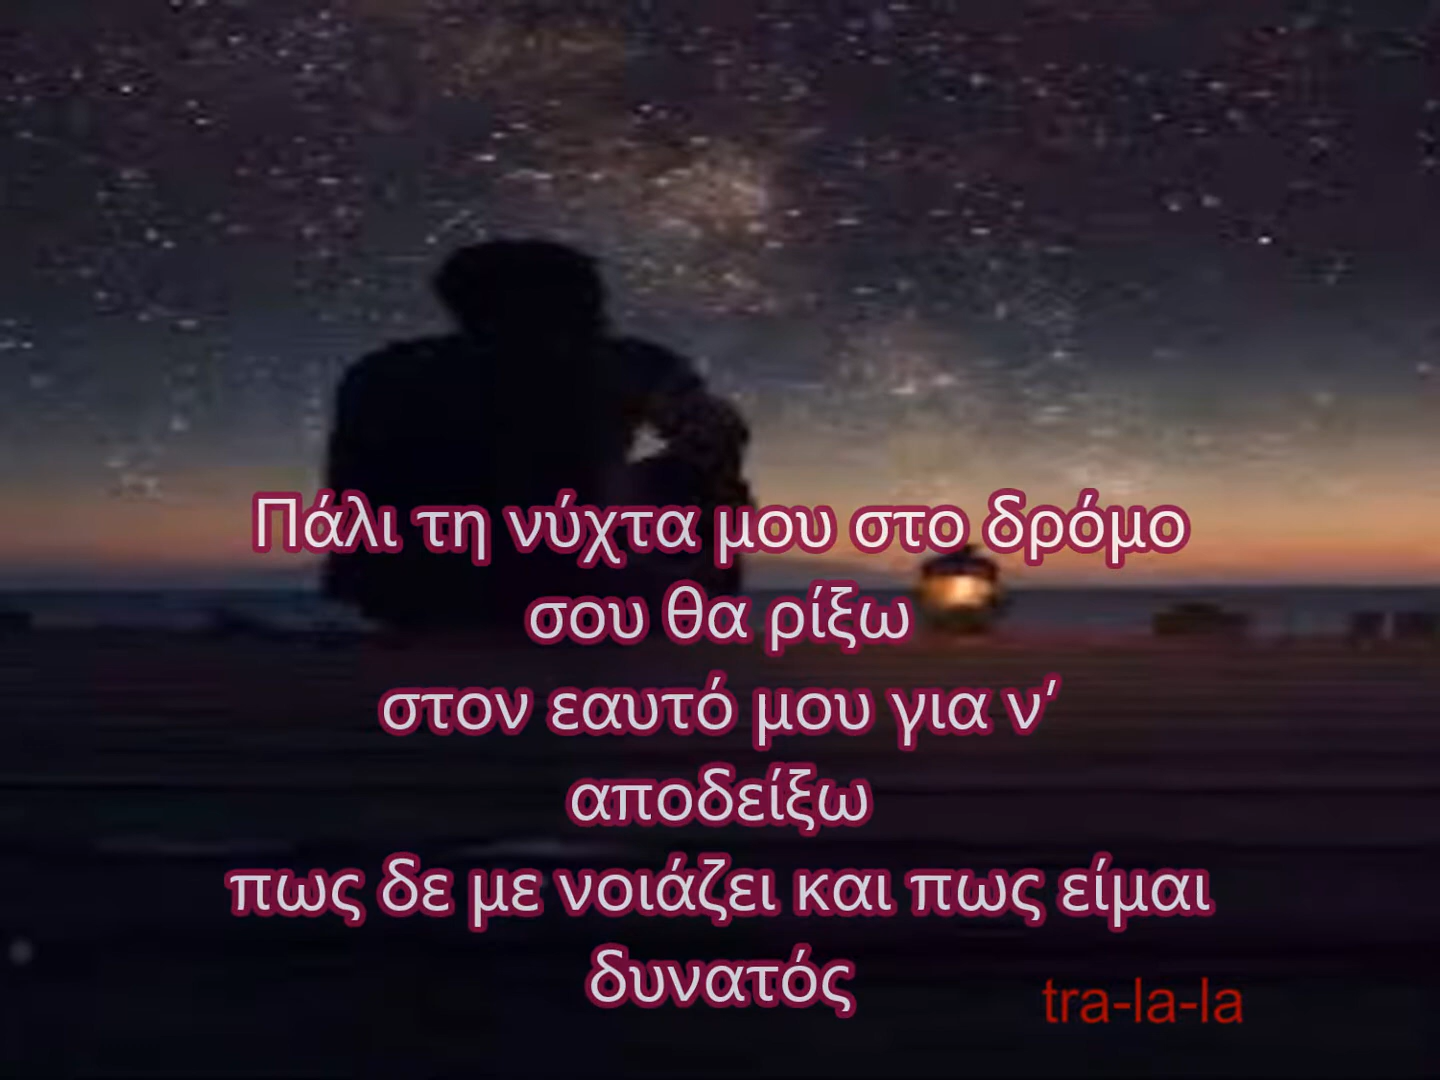 Πάλι τη νύχτα μου στο δρόμο
σου θα ρίξω
στον εαυτό μου για ν’
αποδείξω
πως δε με νοιάζει και πως είμαι
δυνατός
tra-la-la